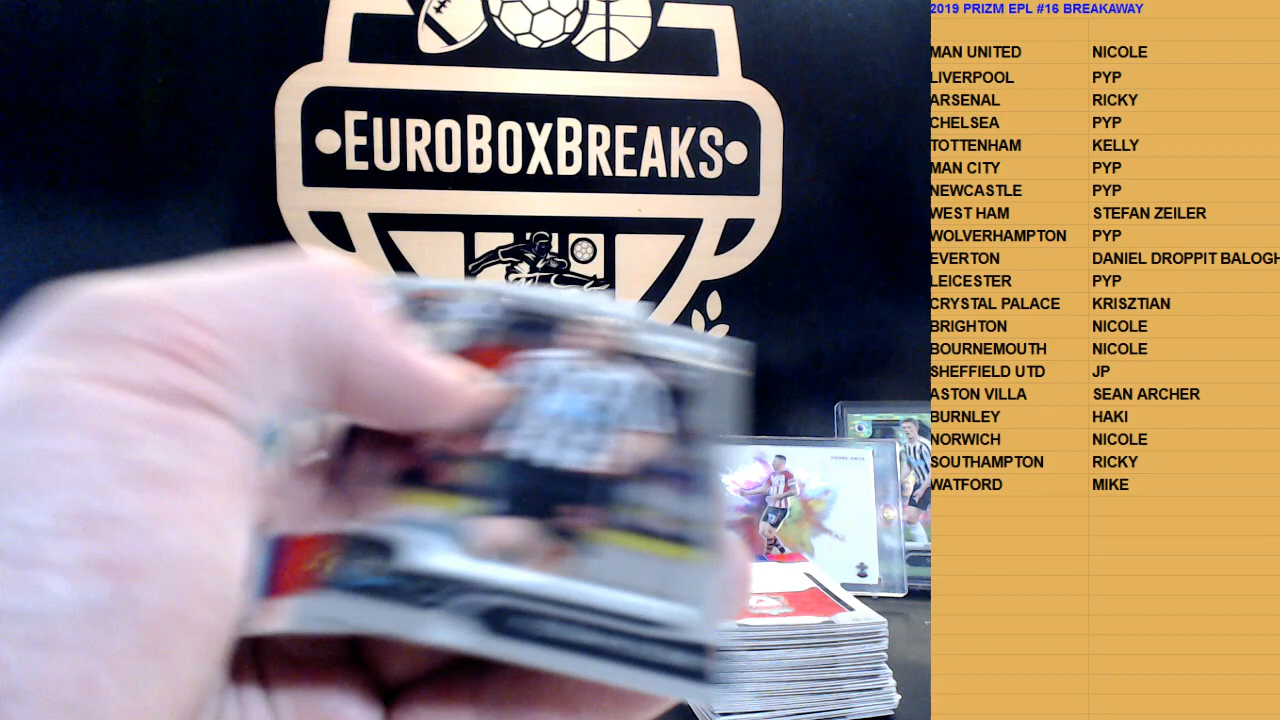 EUROBOXBREAKS
2019 PRIZM EPL #16 BREAKAWAY
MAN UNITED NICOLE
LIVERPOOL PYP
ARSENAL RICKY
CHELSEA PYP
TOTTENHAM KELLY
MAN CITY PYP
NEWCASTLE PYP
WEST HAM STEFAN ZEILER
WOLVERHAMPTON PYP
EVERTON DANIEL DROPPIT BALOGH
LEICESTER PYP
CRYSTAL PALACE KRISZTIAN
BRIGHTON NICOLE
BOURNEMOUTH NICOLE
SHEFFIELD UTD JP
ASTON VILLA SEAN ARCHER
BURNLEY HAKI
NORWICH NICOLE
SOUTHAMPTON RICKY
WATFORD MIKE